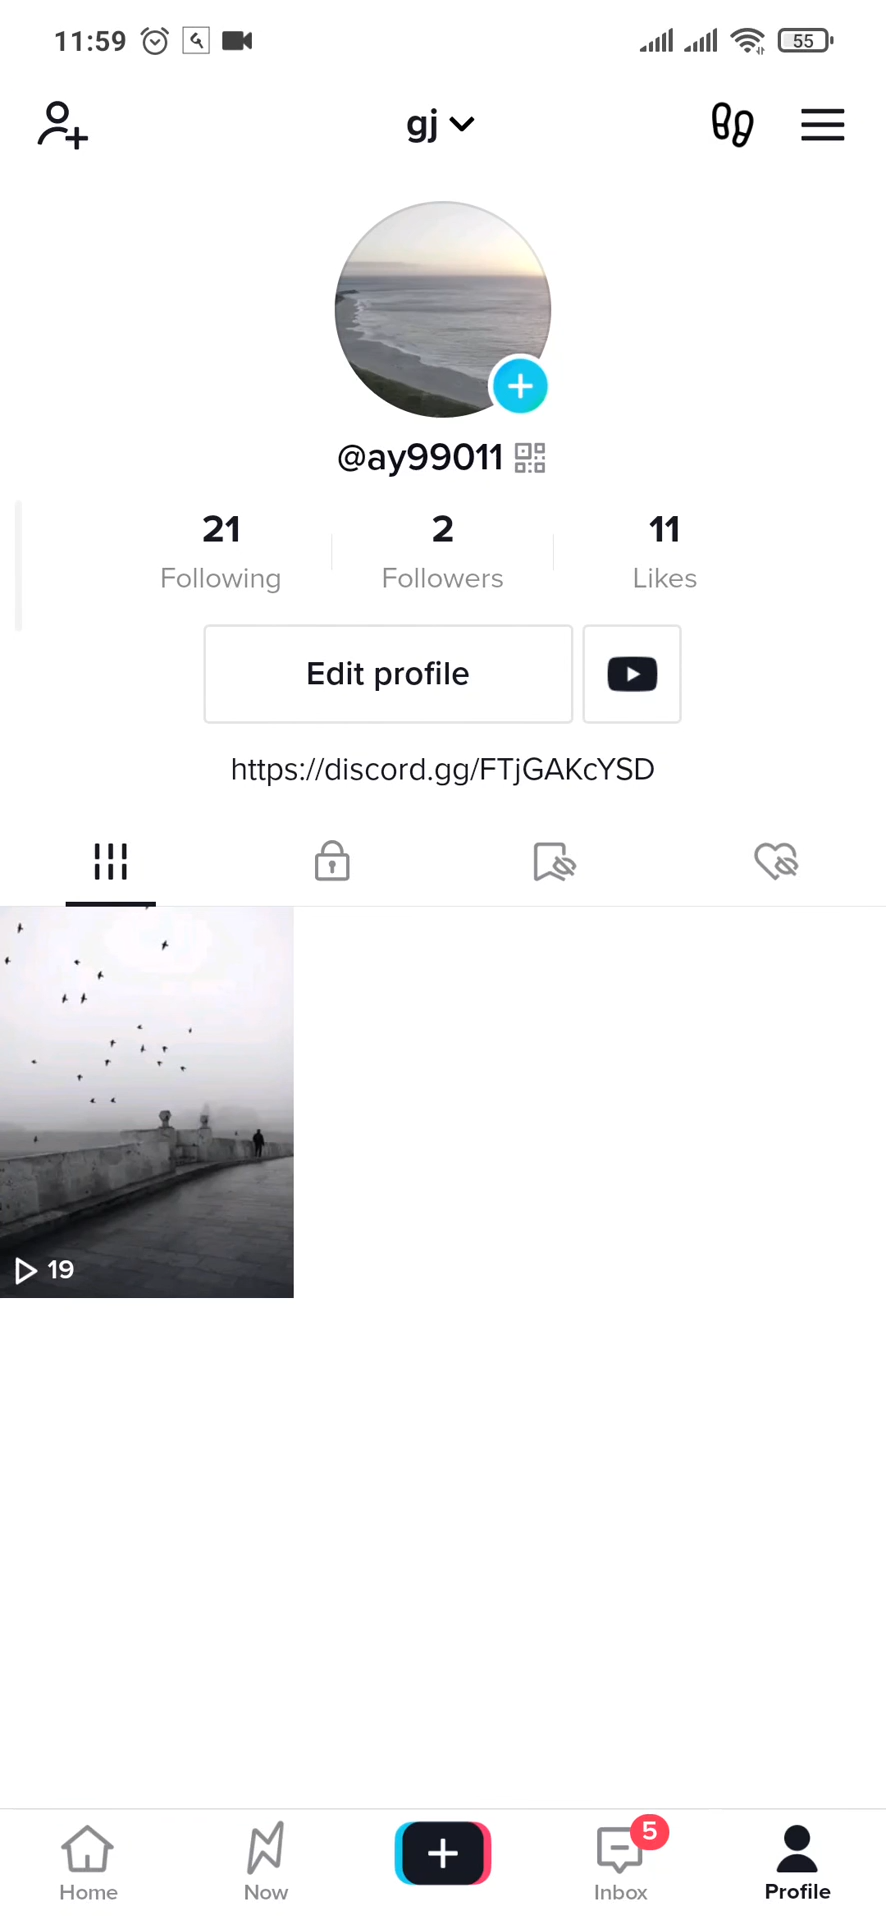 11:59
55
gj
@ay99011
21 2 11
Following Followers Likes
Edit profile
https://discord.gg/FTjGAKcYSD
19
5
Home Now Inbox Profile